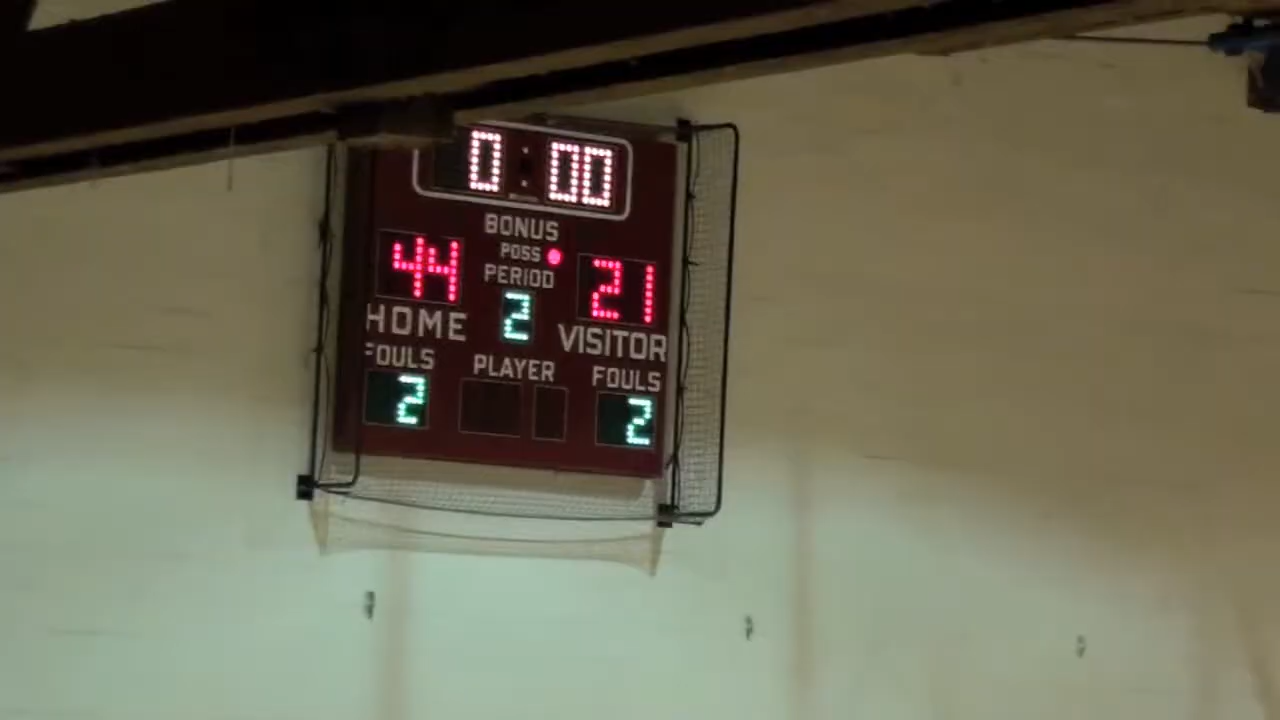 0:00
BONUS
POSS
44 PERIOD 21
HOME 2 VISITOR
FOULS PLAYER FOULS
2 2